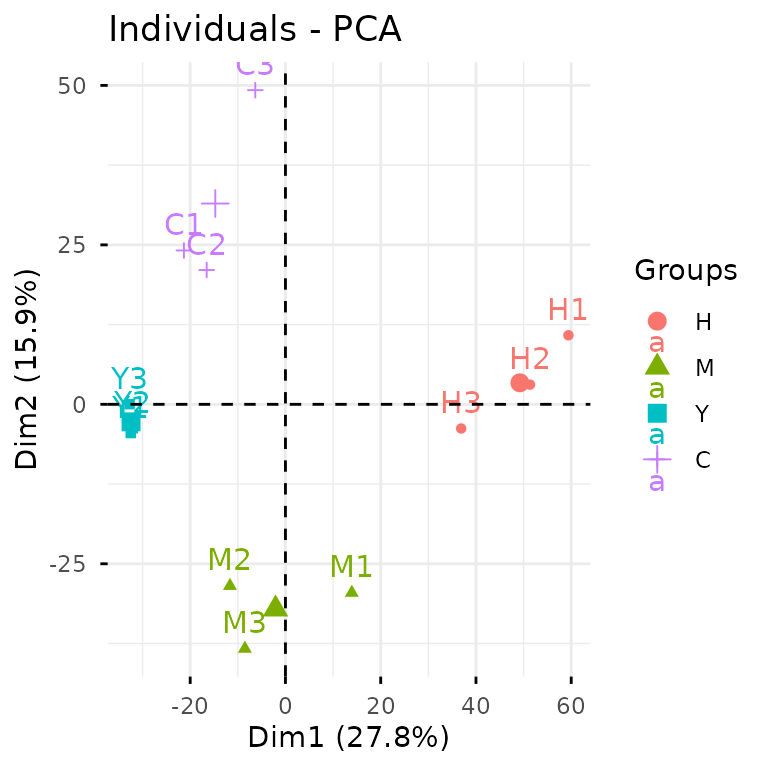 Individuals - PCA
C3
50
C1
C2
25
H1
H2
Y3
Y2
H3
0
M2
M1
-25
M3
-20 0 20 40 60
Dim1 (27.8%)
Dim2 (15.9%)
Groups
a H
a M
a Y
a C